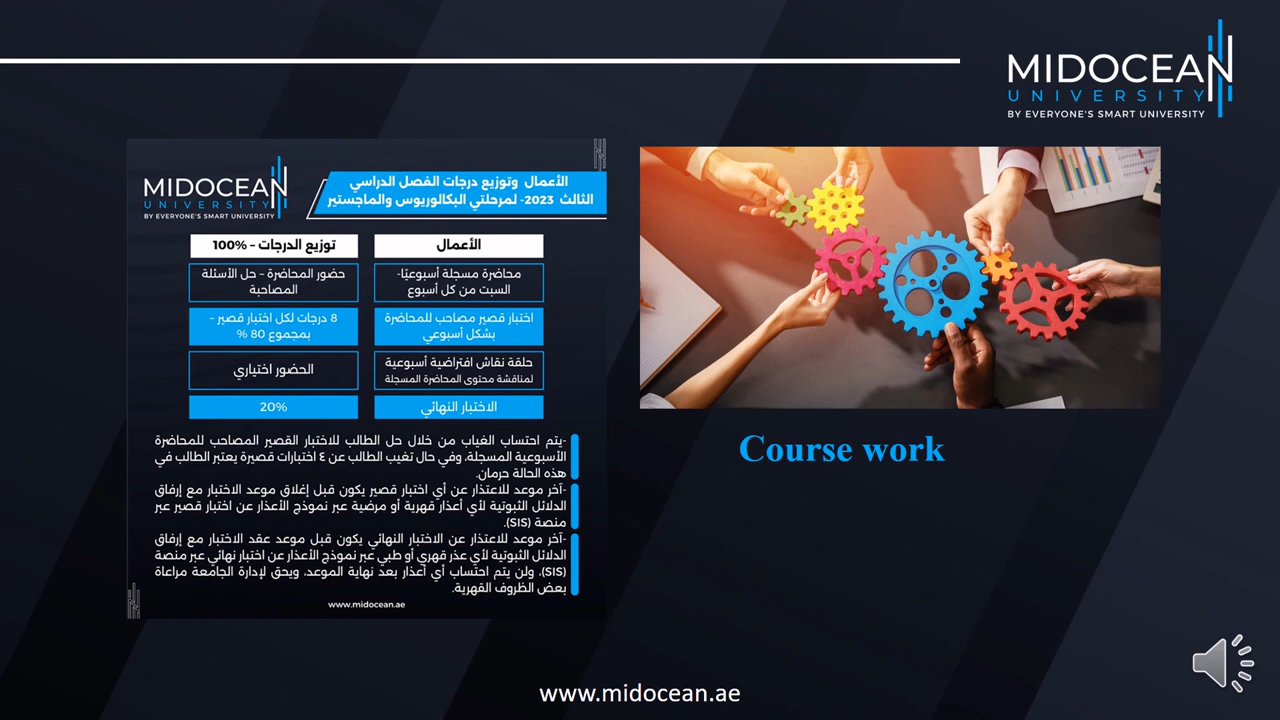 MIDOCEAN
UNIVERSITY
BY EVERYONE'S SMART UNIVERSITY
MIDOCEAN
UNIVERSITY
BY EVERYONE'S SMART UNIVERSITY
الأعمال وتوزيع درجات الفصل الدراسي
الثالث 2023- لمرحلتي البكالوريوس والماجستير
الأعمال
توزيع الدرجات – 100%
محاضرة مسجلة أسبوعيًا-
السبت من كل أسبوع
حضور المحاضرة – حل الأسئلة
المصاحبة
اختبار قصير مصاحب للمحاضرة
بشكل أسبوعي
8 درجات لكل اختبار قصير –
بمجموع 80 %
حلقة نقاش افتراضية أسبوعية
لمناقشة محتوى المحاضرة المسجلة
الحضور اختياري
الاختبار النهائي
20%
-يتم احتساب الغياب من خلال حل الطالب للاختبار القصير المصاحب للمحاضرة
الأسبوعية المسجلة، وفي حال تغيب الطالب عن ٤ اختبارات قصيرة يعتبر الطالب في
هذه الحالة حرمان.
-آخر موعد للاعتذار عن أي اختبار قصير يكون قبل إغلاق موعد الاختبار مع إرفاق
الدلائل الثبوتية لأي أعذار قهرية أو مرضية عبر نموذج الأعذار عن اختبار قصير عبر
منصة (SIS).
-آخر موعد للاعتذار عن الاختبار النهائي يكون قبل موعد عقد الاختبار مع إرفاق
الدلائل الثبوتية لأي عذر قهري أو طبي عبر نموذج الأعذار عن اختبار نهائي عبر منصة
(SIS)، ولن يتم احتساب أي أعذار بعد نهاية الموعد، ويحق لإدارة الجامعة مراعاة
بعض الظروف القهرية.
www.midocean.ae
Course work
www.midocean.ae